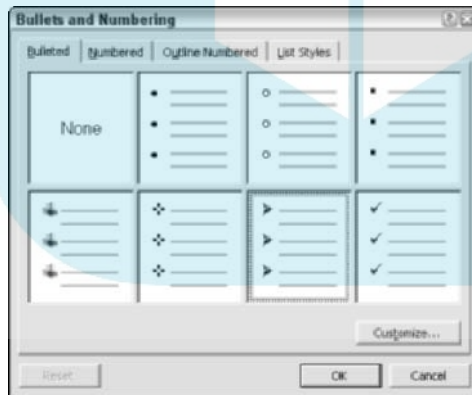 Bullets and Numbering
Bulleted Numbered Outline Numbered List Styles
None
Customize...
Reset OK Cancel